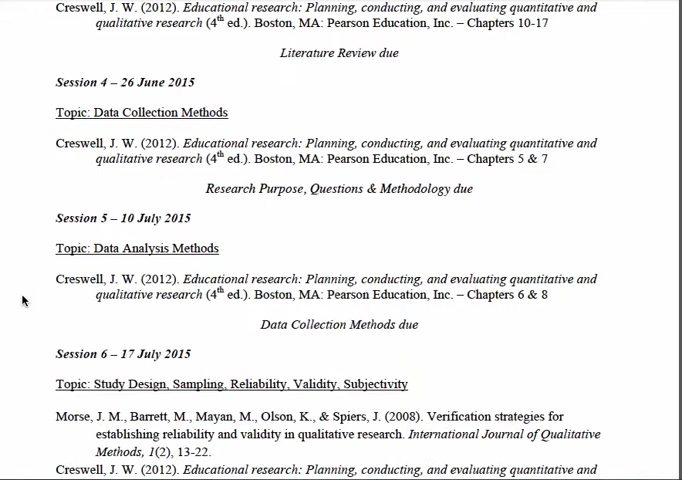 Creswell, J. W. (2012). Educational research: Planning, conducting, and evaluating quantitative and
qualitative research (4th ed.). Boston, MA: Pearson Education, Inc. – Chapters 10-17
Literature Review due
Session 4 – 26 June 2015
Topic: Data Collection Methods
Creswell, J. W. (2012). Educational research: Planning, conducting, and evaluating quantitative and
qualitative research (4th ed.). Boston, MA: Pearson Education, Inc. – Chapters 5 & 7
Research Purpose, Questions & Methodology due
Session 5 – 10 July 2015
Topic: Data Analysis Methods
Creswell, J. W. (2012). Educational research: Planning, conducting, and evaluating quantitative and
qualitative research (4th ed.). Boston, MA: Pearson Education, Inc. – Chapters 6 & 8
Data Collection Methods due
Session 6 – 17 July 2015
Topic: Study Design, Sampling, Reliability, Validity, Subjectivity
Morse, J. M., Barrett, M., Mayan, M., Olson, K., & Spiers, J. (2008). Verification strategies for
establishing reliability and validity in qualitative research. International Journal of Qualitative
Methods, 1(2), 13-22.
Creswell, J. W. (2012). Educational research: Planning, conducting, and evaluating quantitative and